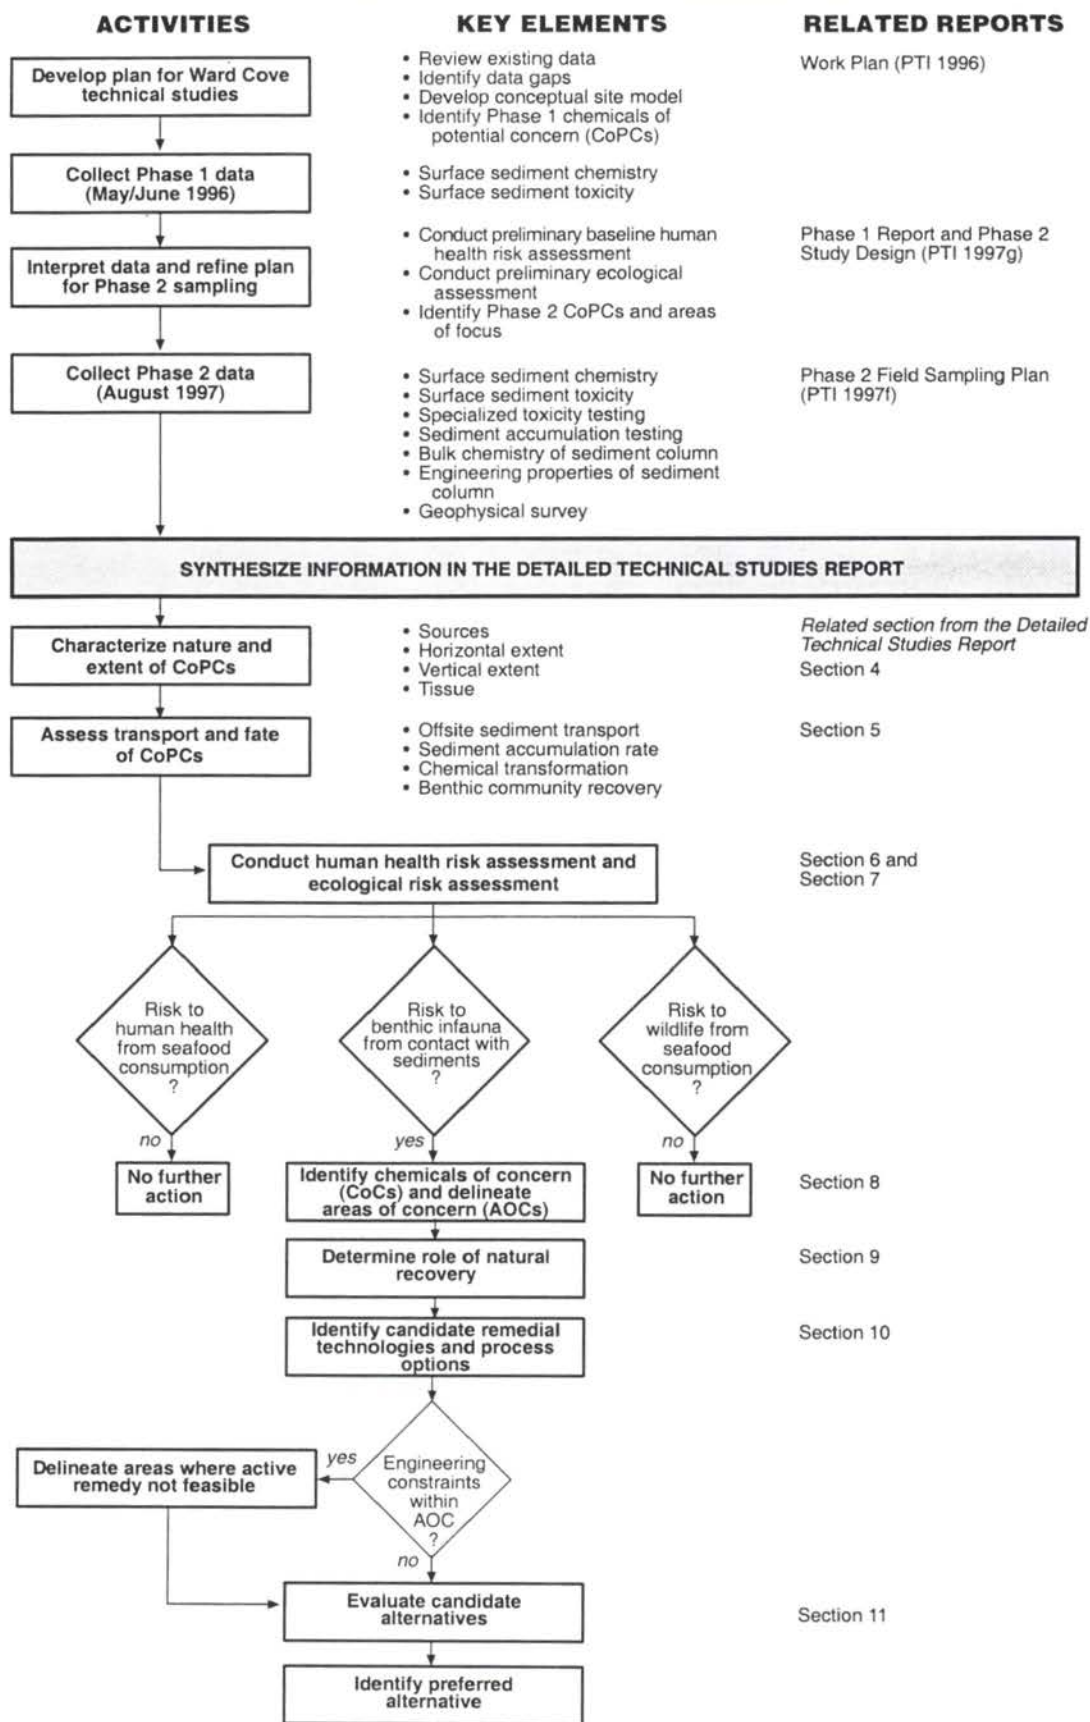 ACTIVITIES
KEY ELEMENTS
RELATED REPORTS
Develop plan for Ward Cove
technical studies
• Review existing data
• Identify data gaps
• Develop conceptual site model
• Identify Phase 1 chemicals of
potential concern (CoPCs)
Work Plan (PTI 1996)
Collect Phase 1 data
(May/June 1996)
• Surface sediment chemistry
• Surface sediment toxicity
Interpret data and refine plan
for Phase 2 sampling
• Conduct preliminary baseline human
health risk assessment
• Conduct preliminary ecological
assessment
• Identify Phase 2 CoPCs and areas
of focus
Phase 1 Report and Phase 2
Study Design (PTI 1997g)
Collect Phase 2 data
(August 1997)
• Surface sediment chemistry
• Surface sediment toxicity
• Specialized toxicity testing
• Sediment accumulation testing
• Bulk chemistry of sediment column
• Engineering properties of sediment
column
• Geophysical survey
Phase 2 Field Sampling Plan
(PTI 1997f)
SYNTHESIZE INFORMATION IN THE DETAILED TECHNICAL STUDIES REPORT
Characterize nature and
extent of CoPCs
• Sources
• Horizontal extent
• Vertical extent
• Tissue
Related section from the Detailed
Technical Studies Report
Section 4
Assess transport and fate
of CoPCs
• Offsite sediment transport
• Sediment accumulation rate
• Chemical transformation
• Benthic community recovery
Section 5
Conduct human health risk assessment and
ecological risk assessment
Section 6 and
Section 7
Risk to
human health
from seafood
consumption
?
Risk to
benthic infauna
from contact with
sediments
?
Risk to
wildlife from
seafood
consumption
?
no
yes
no
No further
action
Identify chemicals of concern
(CoCs) and delineate
areas of concern (AOCs)
No further
action
Section 8
Determine role of natural
recovery
Section 9
Identify candidate remedial
technologies and process
options
Section 10
Delineate areas where active
remedy not feasible
yes
Engineering
constraints
within
AOC
?
no
Evaluate candidate
alternatives
Section 11
Identify preferred
alternative